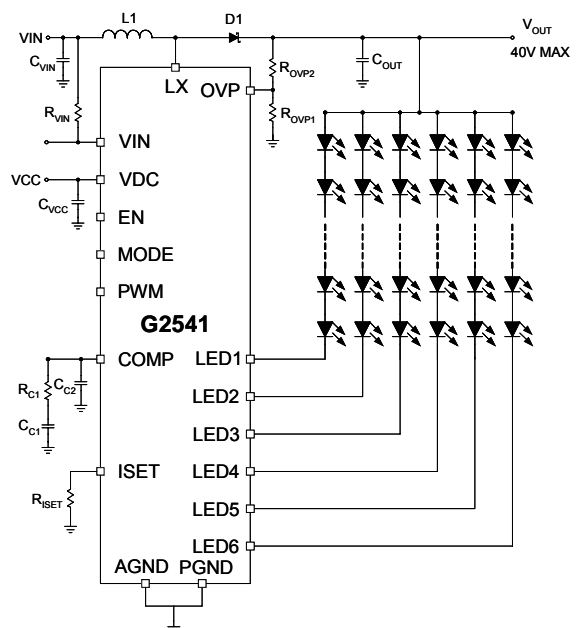 L1
D1
VIN
VOUT
40V MAX
CVIN
ROVP2
COUT
LX
OVP
ROVP1
RVIN
VIN
VCC
VDC
CVCC
EN
MODE
PWM
G2541
COMP
LED1
RC1
CC2
LED2
CC1
LED3
ISET
LED4
RISET
LED5
LED6
AGND
PGND